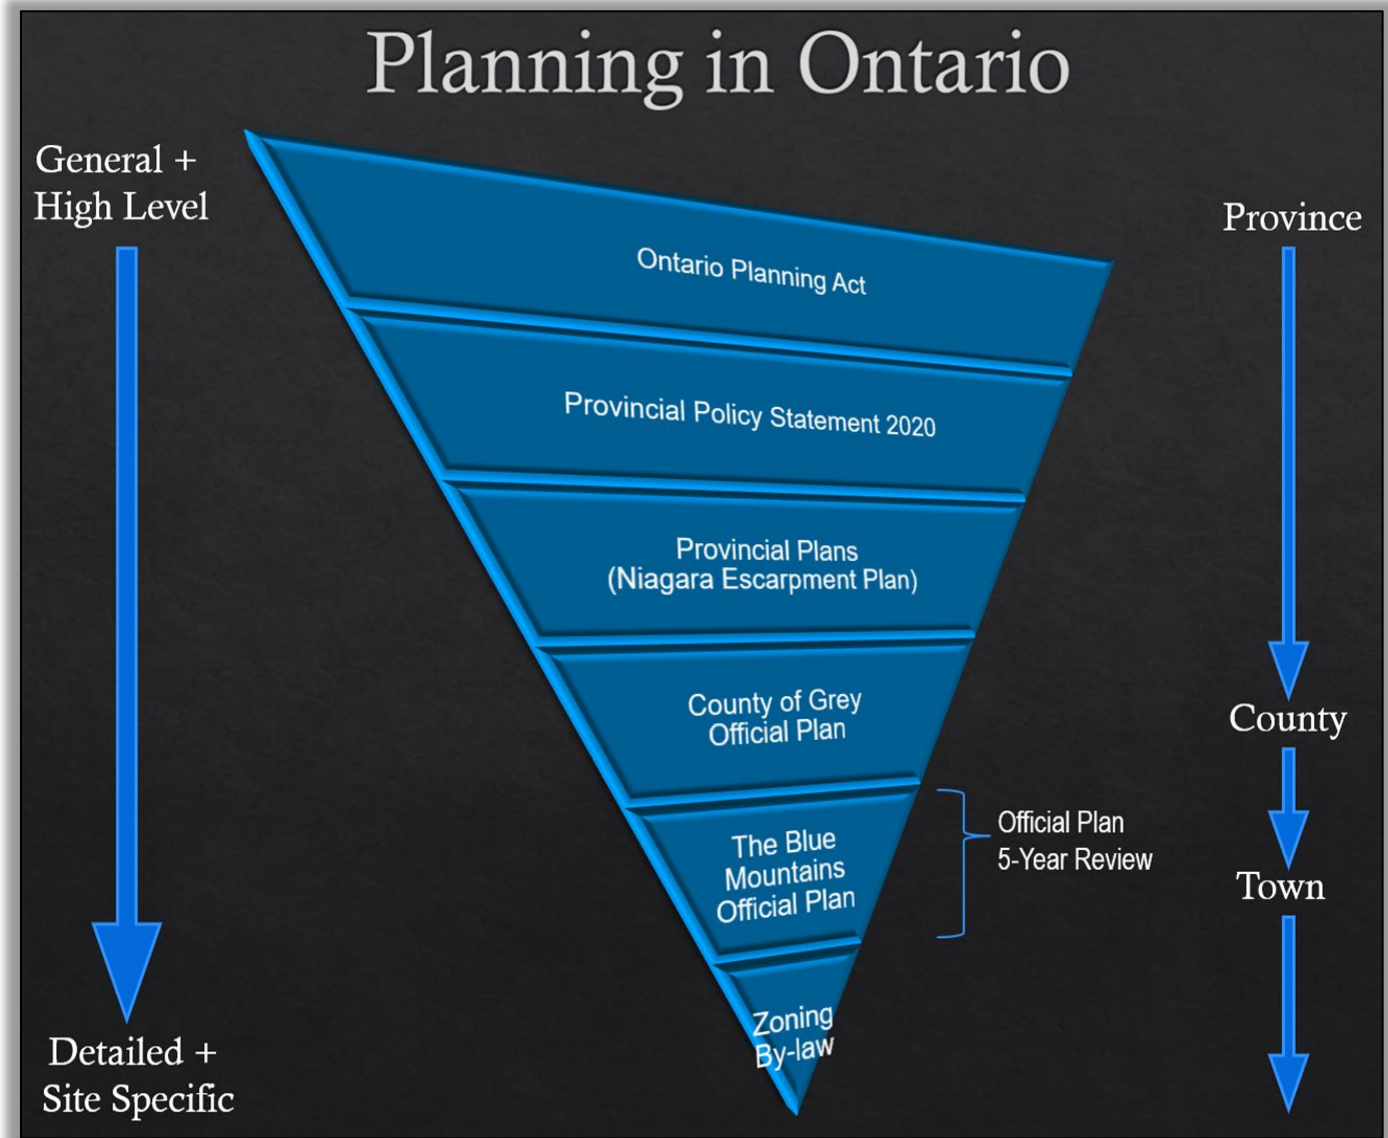 Planning in Ontario
General +
High Level
Province
Ontario Planning Act
Provincial Policy Statement 2020
Provincial Plans
(Niagara Escarpment Plan)
County of Grey
Official Plan
County
The Blue
Mountains
Official Plan
Official Plan
5-Year Review
Town
Zoning
By-law
Detailed +
Site Specific